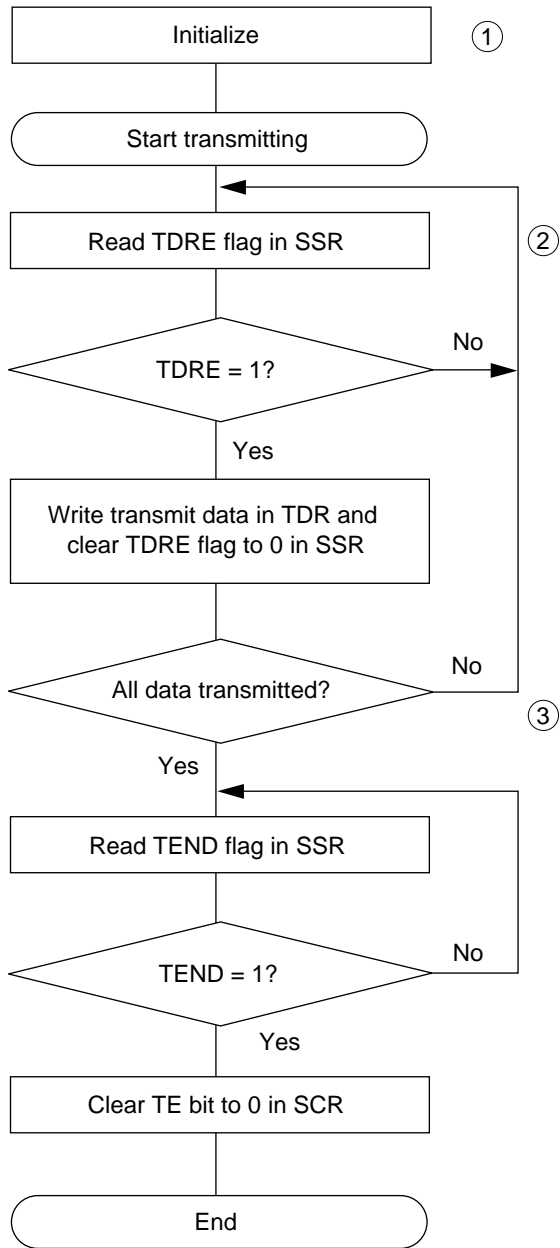 Initialize
①
Start transmitting
Read TDRE flag in SSR
②
TDRE = 1?
No
Yes
Write transmit data in TDR and
clear TDRE flag to 0 in SSR
All data transmitted?
No
③
Yes
Read TEND flag in SSR
TEND = 1?
No
Yes
Clear TE bit to 0 in SCR
End